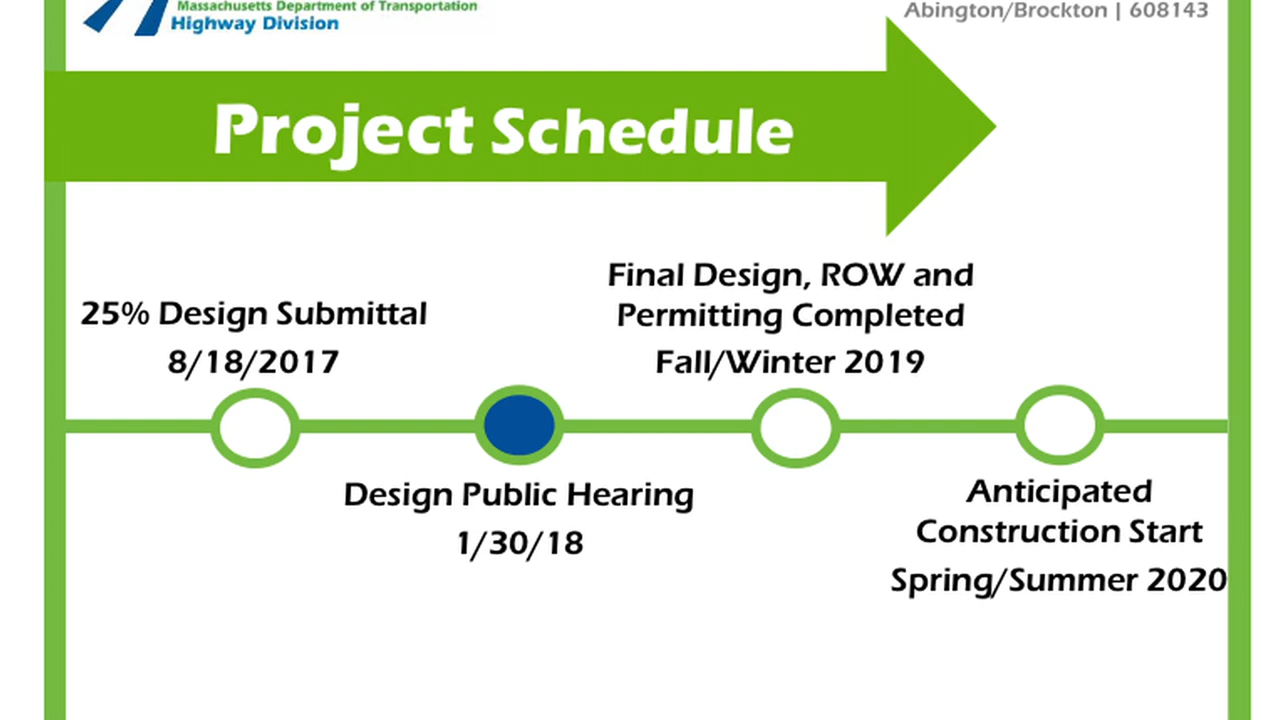 Massachusetts Department of Transportation
Highway Division
Abington/Brockton | 608143
Project Schedule
25% Design Submittal
8/18/2017
Final Design, ROW and
Permitting Completed
Fall/Winter 2019
Design Public Hearing
1/30/18
Anticipated
Construction Start
Spring/Summer 2020